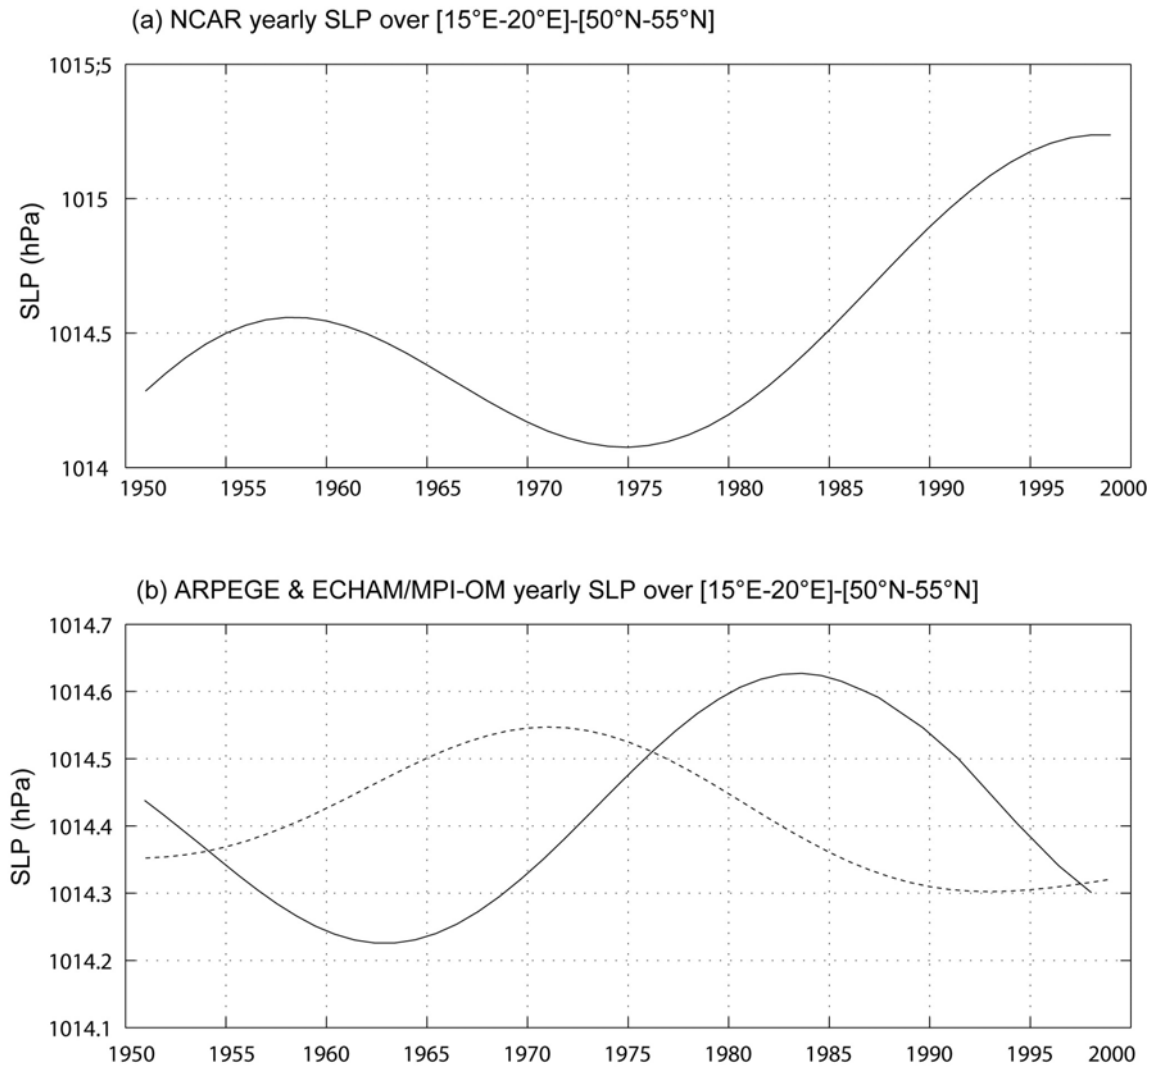 (a) NCAR yearly SLP over [15°E-20°E]-[50°N-55°N]
1015;5
1015
1014.5
1014
SLP (hPa)
1950 1955 1960 1965 1970 1975 1980 1985 1990 1995 2000
(b) ARPEGE & ECHAM/MPI-OM yearly SLP over [15°E-20°E]-[50°N-55°N]
1014.7
1014.6
1014.5
1014.4
1014.3
1014.2
1014.1
SLP (hPa)
1950 1955 1960 1965 1970 1975 1980 1985 1990 1995 2000